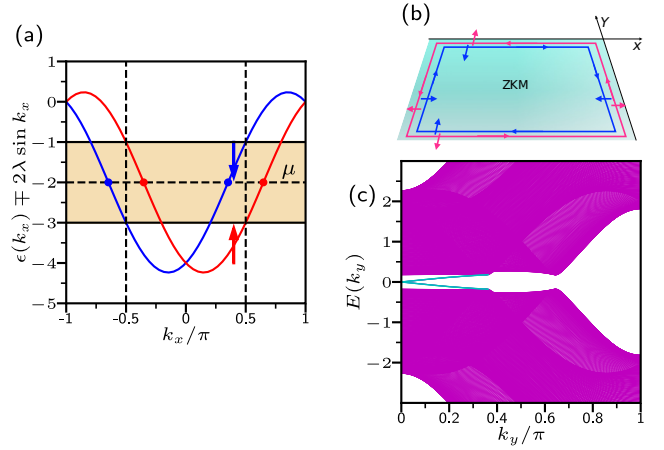 (a)
ϵ(kx) ∓ 2λ sin kx
1
0
−1
−2
−3
−4
−5
μ
-1
-0.5
0
0.5
1
kx/π
(b)
Y
X
ZKM
(c)
E(ky)
2
1
0
−1
−2
0
0.2
0.4
0.6
0.8
1
ky/π